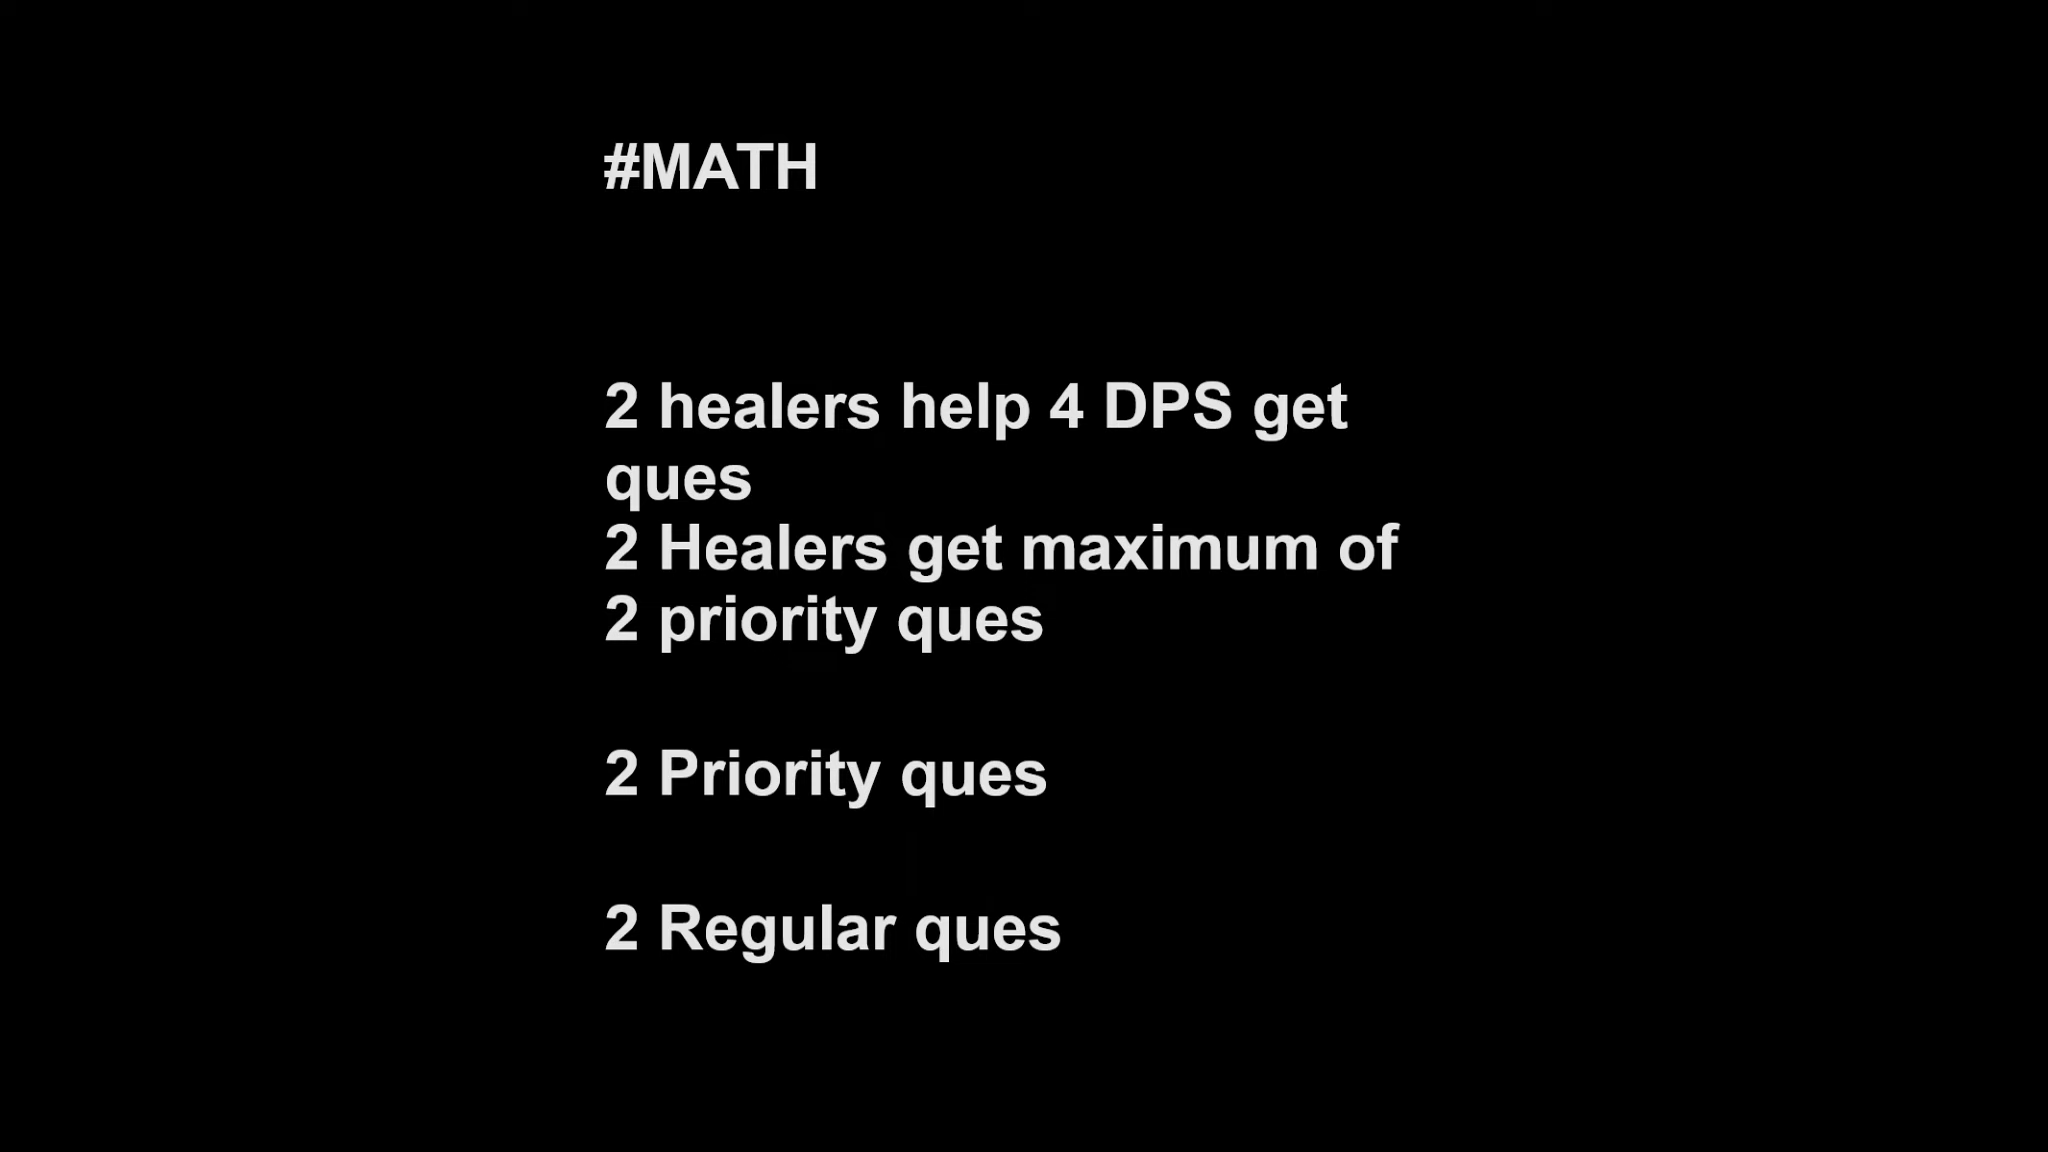 #MATH
2 healers help 4 DPS get
ques
2 Healers get maximum of
2 priority ques
2 Priority ques
2 Regular ques